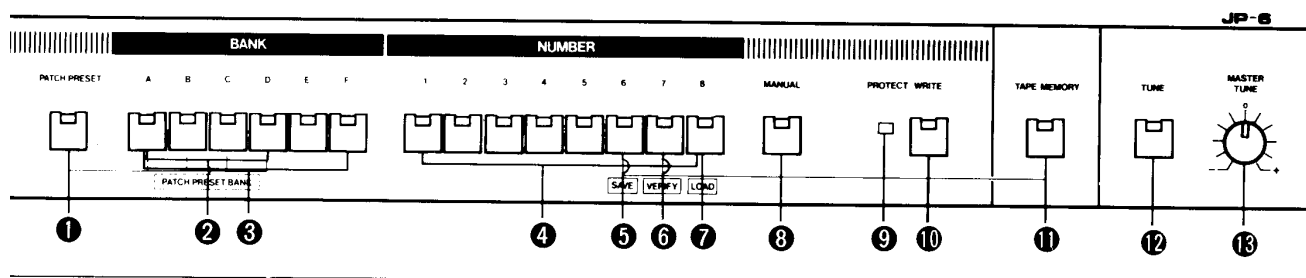 JP-6
BANK NUMBER
PATCH PRESET A B C D E F 1 2 3 4 5 6 7 8 MANUAL PROTECT WRITE TAPE MEMORY TUNE MASTER TUNE
0
PATCH PRESET BANK SAVE VERIFY LOAD - +
1 2 3 4 5 6 7 8 9 10 11 12 13